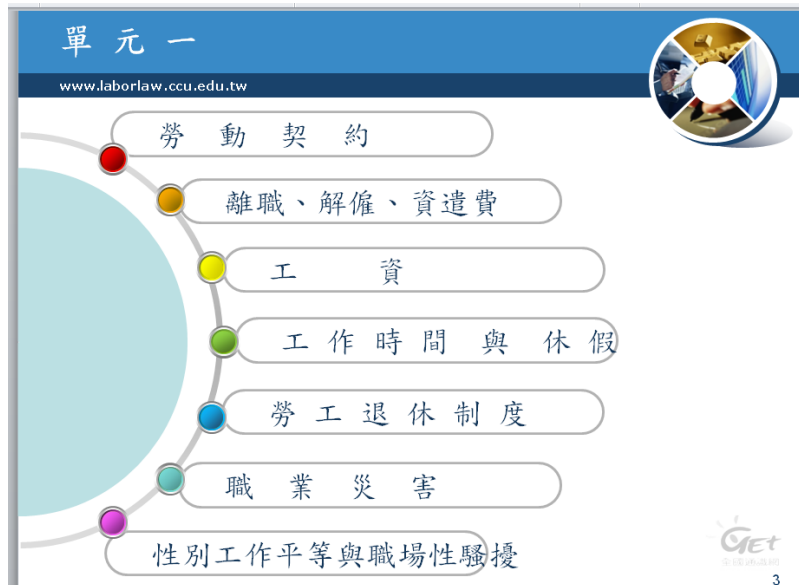 單元一
www.laborlaw.ccu.edu.tw
勞動契約
離職、解僱、資遣費
工資
工作時間與休假
勞工退休制度
職業災害
性別工作平等與職場性騷擾
Get
3